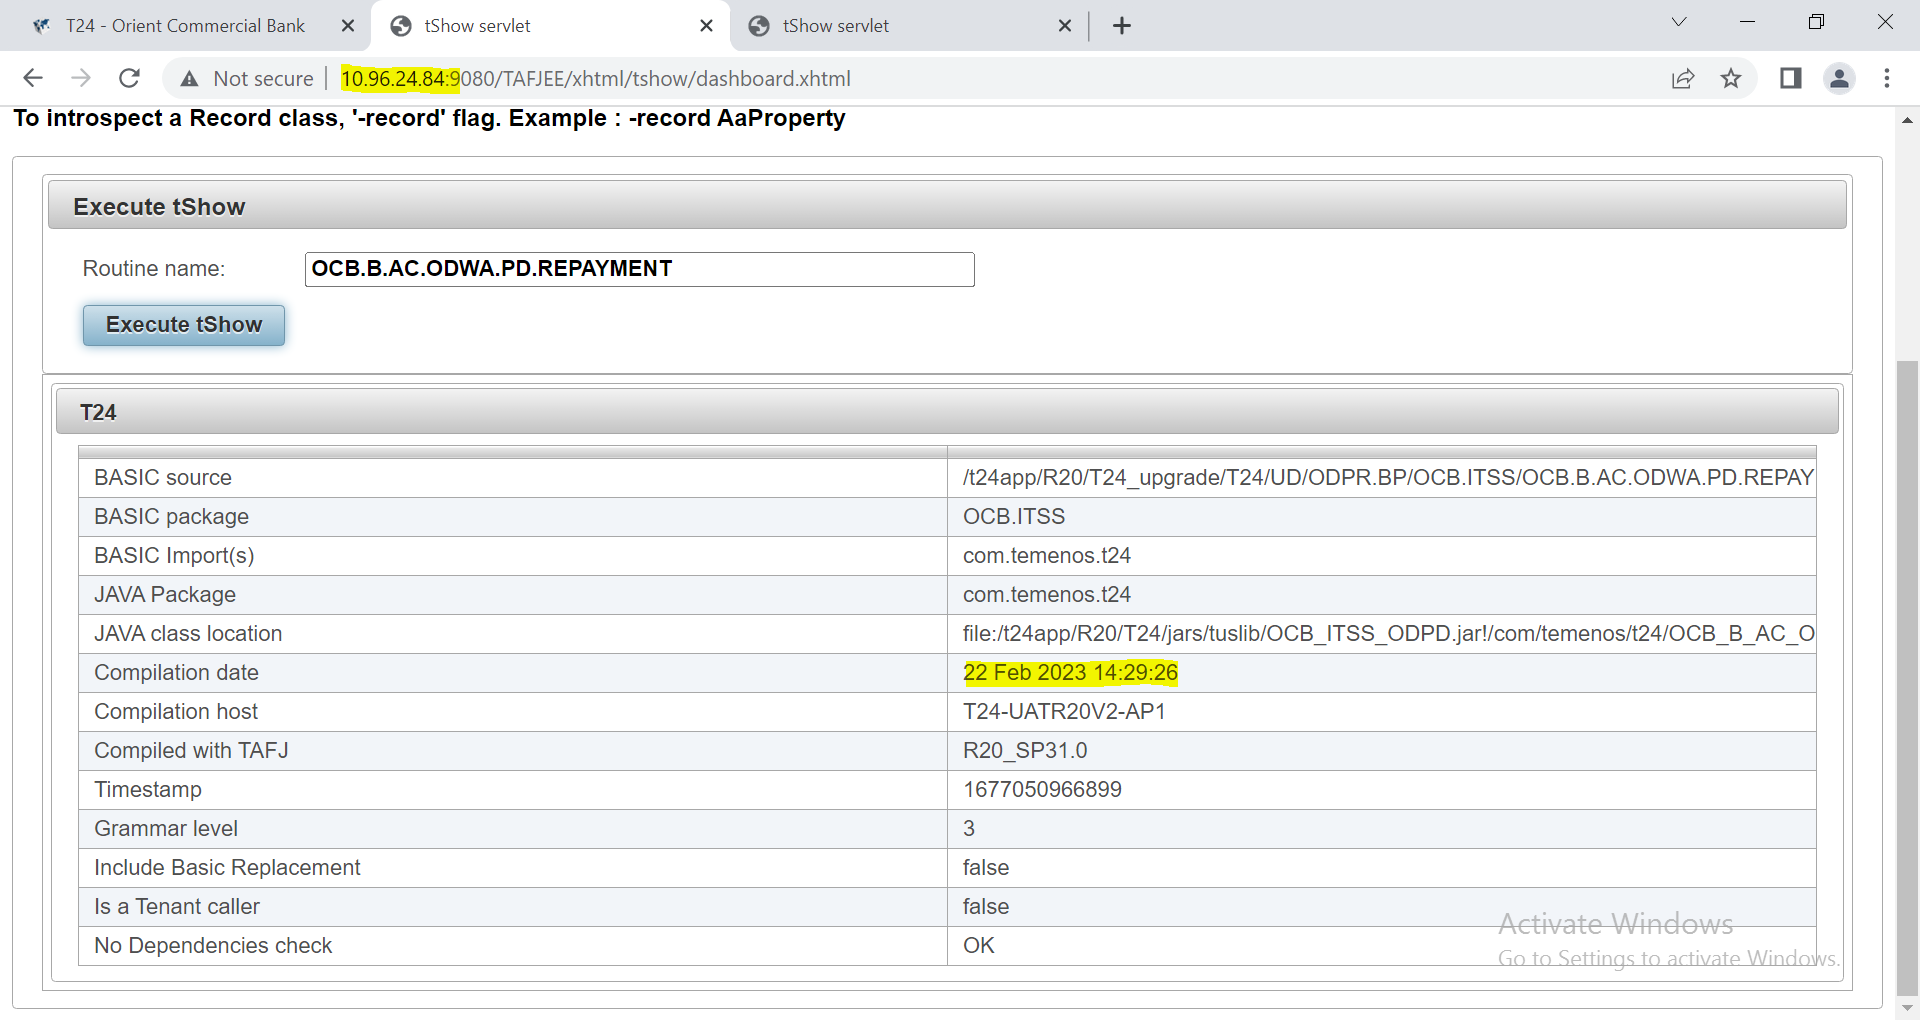 T24 - Orient Commercial Bank
tShow servlet
tShow servlet
Not secure
10.96.24.84:9080/TAFJEE/xhtml/tshow/dashboard.xhtml
To introspect a Record class, '-record' flag. Example : -record AaProperty
Execute tShow
Routine name:
OCB.B.AC.ODWA.PD.REPAYMENT
Execute tShow
T24
BASIC source /t24app/R20/T24_upgrade/T24/UD/ODPR.BP/OCB.ITSS/OCB.B.AC.ODWA.PD.REPAY
BASIC package OCB.ITSS
BASIC Import(s) com.temenos.t24
JAVA Package com.temenos.t24
JAVA class location file:/t24app/R20/T24/jars/tuslib/OCB_ITSS_ODPD.jar!/com/temenos/t24/OCB_B_AC_O
Compilation date 22 Feb 2023 14:29:26
Compilation host T24-UATR20V2-AP1
Compiled with TAFJ R20_SP31.0
Timestamp 1677050966899
Grammar level 3
Include Basic Replacement false
Is a Tenant caller false
No Dependencies check OK
Activate Windows
Go to Settings to activate Windows.